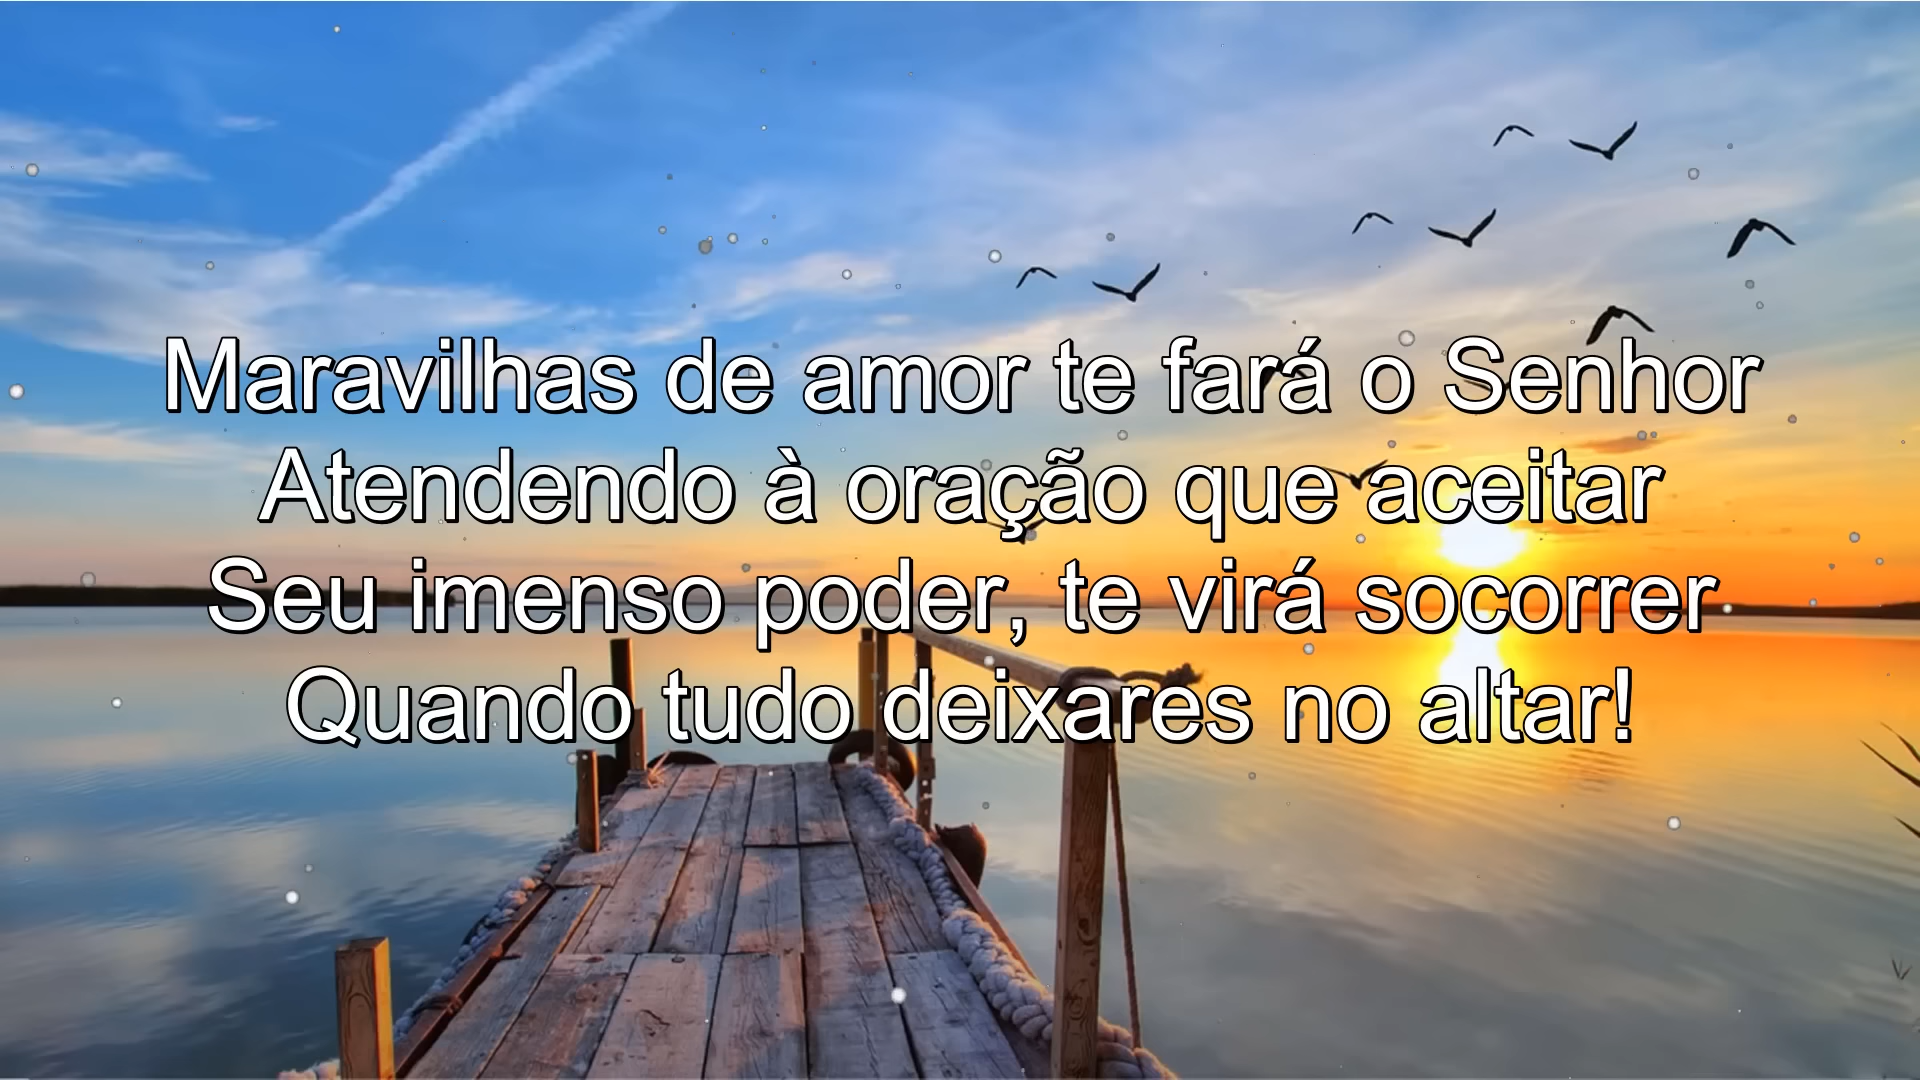 Maravilhas de amor te fará o Senhor
Atendendo à oração que aceitar
Seu imenso poder, te virá socorrer
Quando tudo deixares no altar!